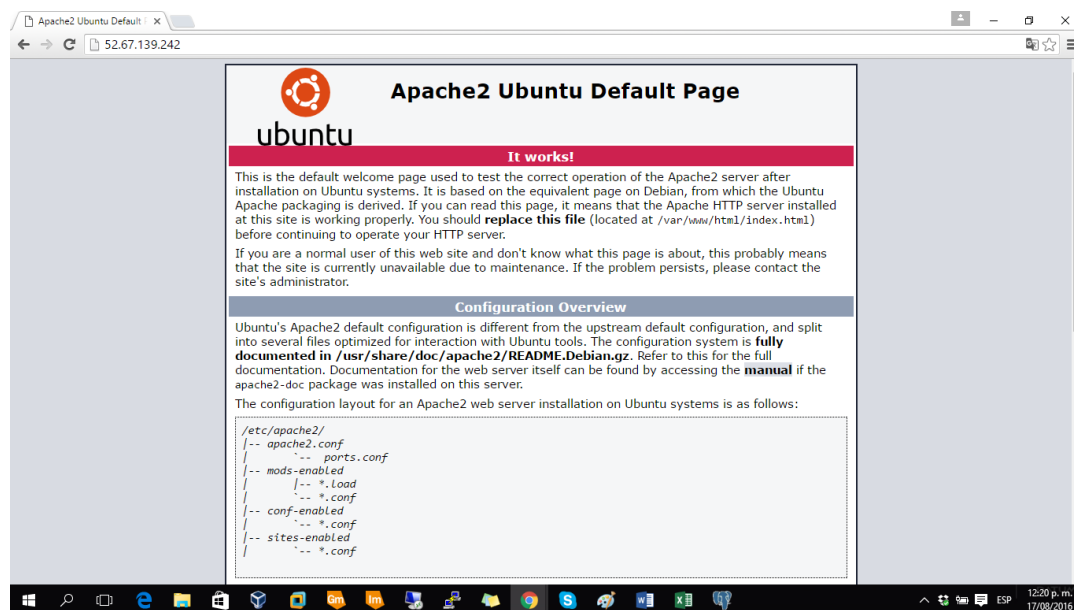 Apache2 Ubuntu Default
52.67.139.242
ubuntu
Apache2 Ubuntu Default Page
It works!
This is the default welcome page used to test the correct operation of the Apache2 server after
installation on Ubuntu systems. It is based on the equivalent page on Debian, from which the Ubuntu
Apache packaging is derived. If you can read this page, it means that the Apache HTTP server installed
at this site is working properly. You should replace this file (located at /var/www/html/index.html)
before continuing to operate your HTTP server.
If you are a normal user of this web site and don't know what this page is about, this probably means
that the site is currently unavailable due to maintenance. If the problem persists, please contact the
site's administrator.
Configuration Overview
Ubuntu's Apache2 default configuration is different from the upstream default configuration, and split
into several files optimized for interaction with Ubuntu tools. The configuration system is fully
documented in /usr/share/doc/apache2/README.Debian.gz. Refer to this for the full
documentation. Documentation for the web server itself can be found by accessing the manual if the
apache2-doc package was installed on this server.
The configuration layout for an Apache2 web server installation on Ubuntu systems is as follows:
/etc/apache2/
|-- apache2.conf
|       `--  ports.conf
|-- mods-enabled
|       |-- *.load
|       `-- *.conf
|-- conf-enabled
|       `-- *.conf
|-- sites-enabled
|       `-- *.conf
Gm
Im
ESP
12:20 p. m.
17/08/2016